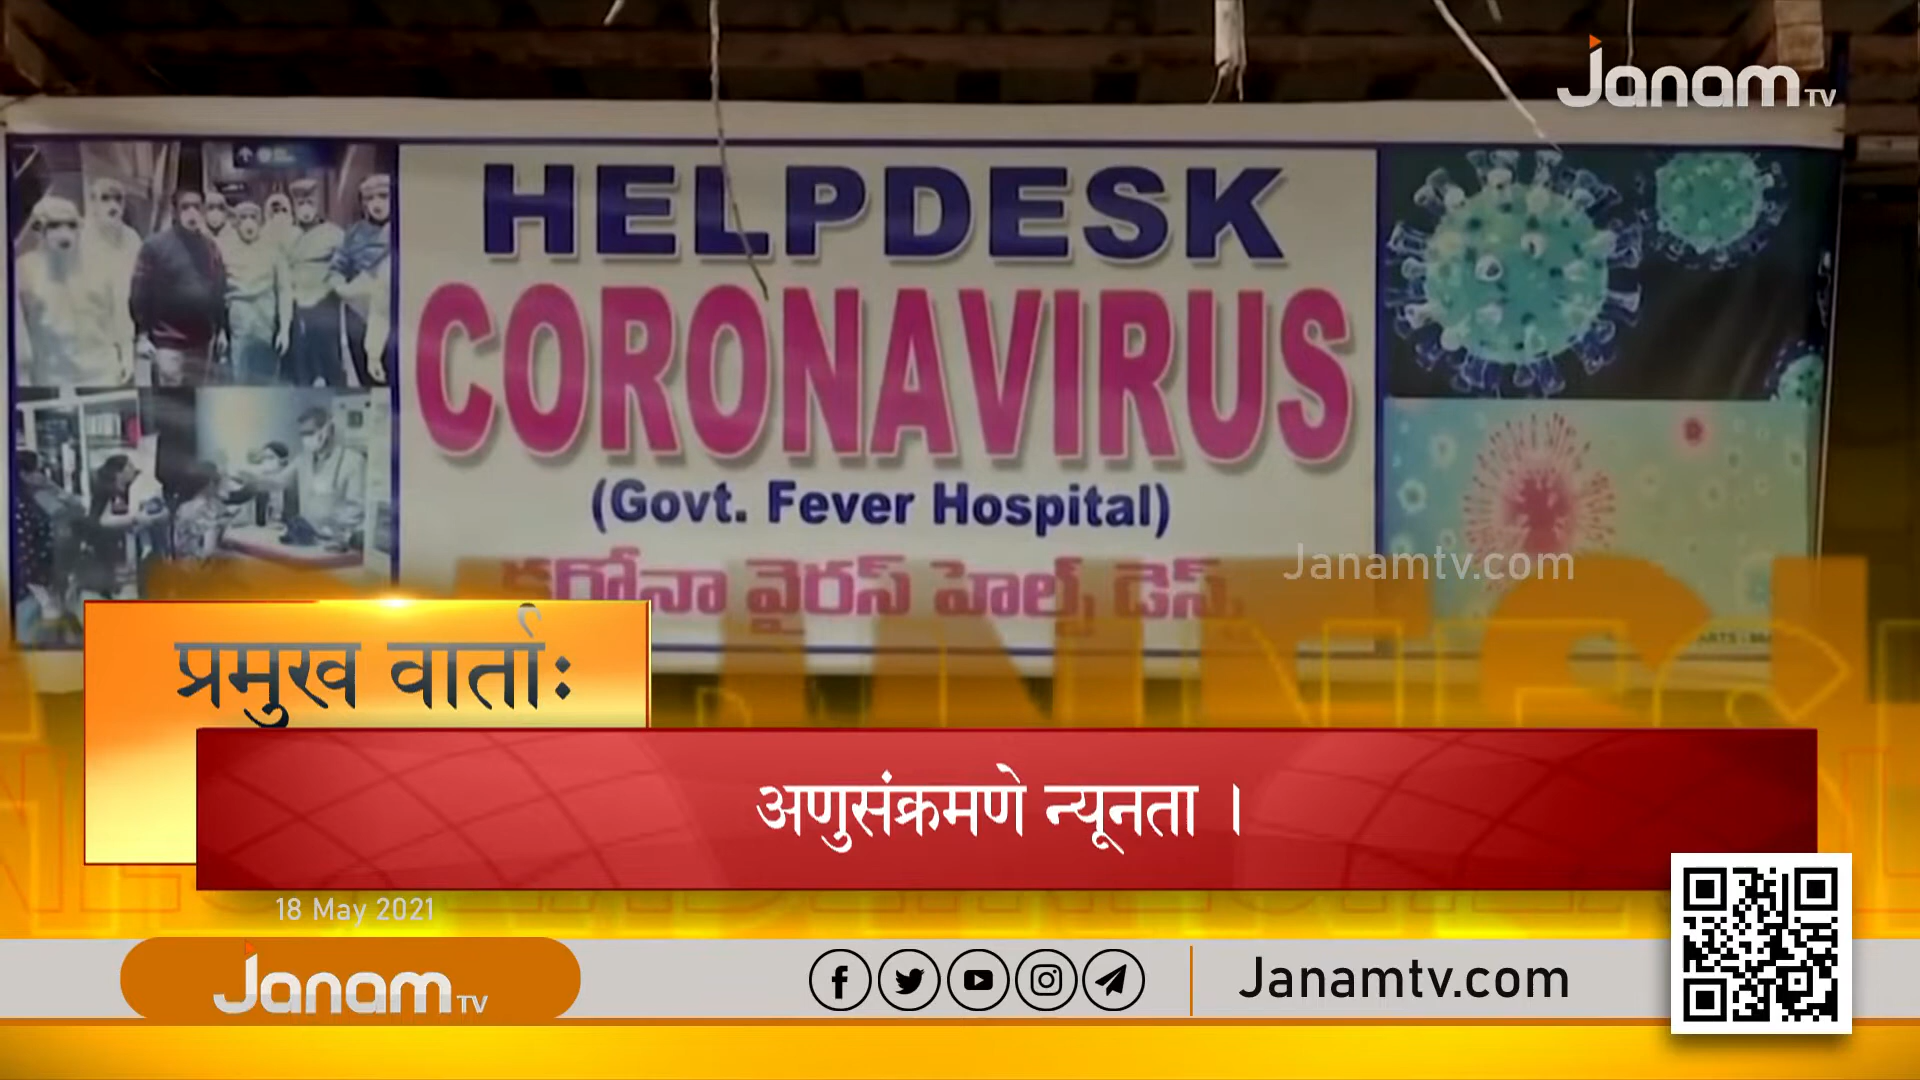 Janam TV
HELPDESK
CORONAVIRUS
(Govt. Fever Hospital)
కరోనా వైరస్ హెల్ప్ డెస్క్
Janamtv.com
प्रमुख वार्ताः
अणुसंक्रमणे न्यूनता ।
18 May 2021
Janam TV
Janamtv.com